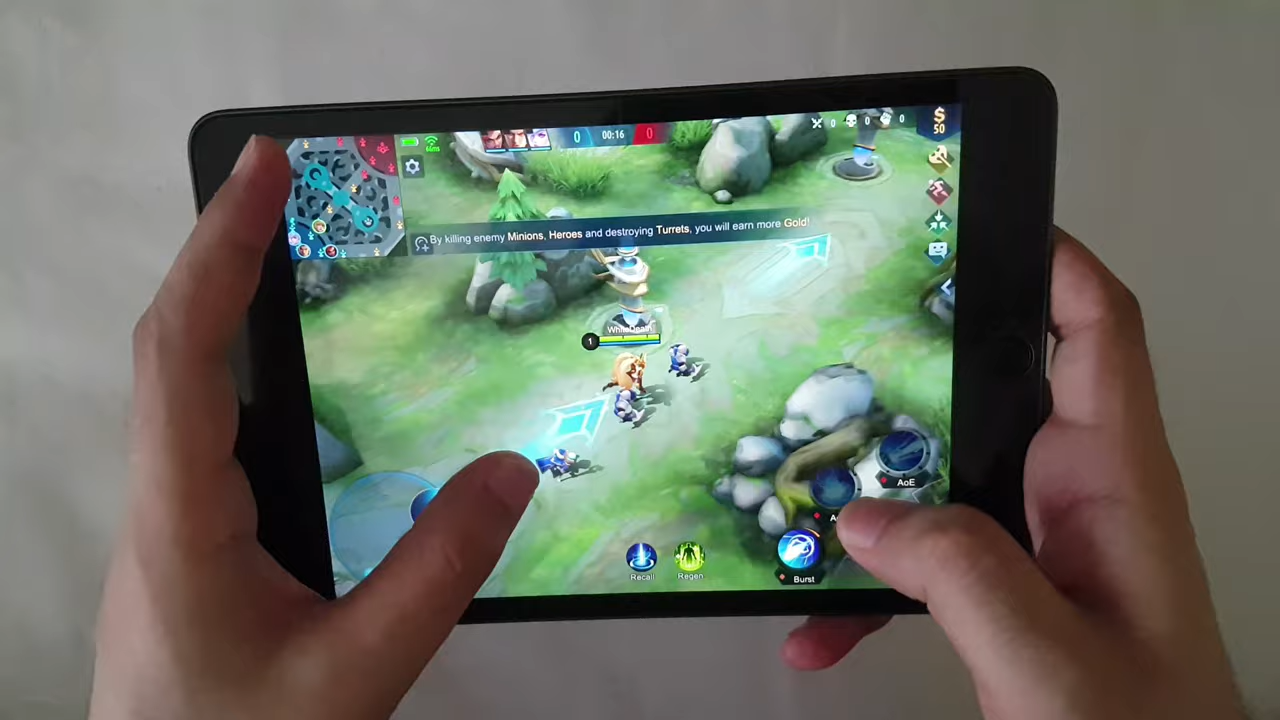 66ms
0 00:16 0
0 0 0
50
By killing enemy Minions, Heroes and destroying Turrets, you will earn more Gold!
WhiteDeath
1
AoE
Recall
Regen
Burst